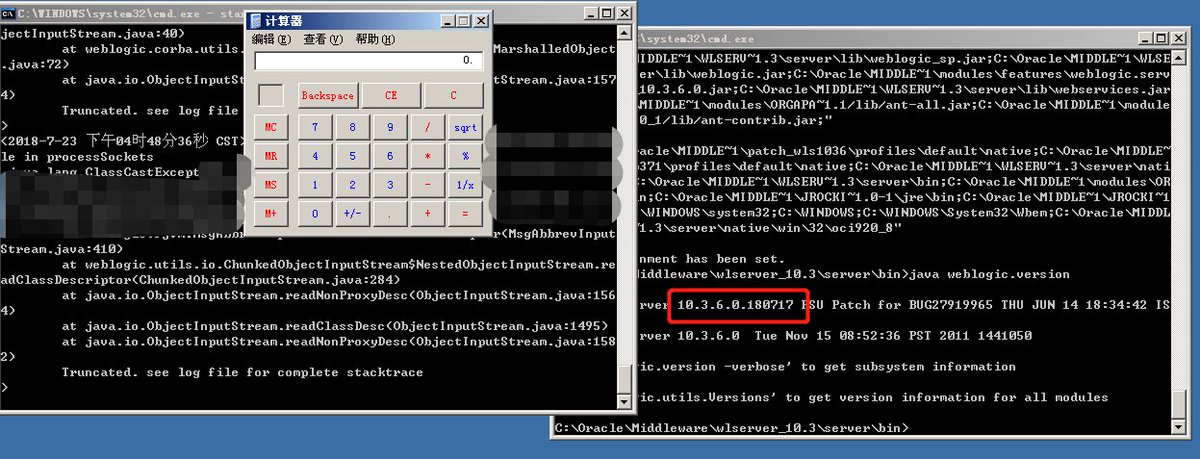 C:\WINDOWS\system32\cmd.exe - sta
jectInputStream.java:40)
at weblogic.corba.utils.
MarshalledObject
.java:72)
at java.io.ObjectInputSt
Stream.java:157
4)
Truncated. see log file
>
<2018-7-23 下午04时48分36秒 CST>
le in processSockets
java.lang.ClassCastExcept
r(MsgAbbrevInput
Stream.java:410)
at weblogic.utils.io.ChunkedObjectInputStream$NestedObjectInputStream.re
adClassDescriptor(ChunkedObjectInputStream.java:284)
at java.io.ObjectInputStream.readNonProxyDesc(ObjectInputStream.java:156
4)
at java.io.ObjectInputStream.readClassDesc(ObjectInputStream.java:1495)
at java.io.ObjectInputStream.readNonProxyDesc(ObjectInputStream.java:158
2)
Truncated. see log file for complete stacktrace
>
计算器
编辑(E) 查看(V) 帮助(H)
0.
Backspace CE C
MC 7 8 9 / sqrt
MR 4 5 6 * %
MS 1 2 3 - 1/x
M+ 0 +/- . + =
\system32\cmd.exe
MIDDLE~1\WLSERV~1.3\server\lib\weblogic_sp.jar;C:\Oracle\MIDDLE~1\WLSE
er\lib\weblogic.jar;C:\Oracle\MIDDLE~1\modules\features\weblogic.serv
10.3.6.0.jar;C:\Oracle\MIDDLE~1\WLSERV~1.3\server\lib\webservices.jar
MIDDLE~1\modules\ORGAPA~1.1/lib/ant-all.jar;C:\Oracle\MIDDLE~1\module
0_1/lib/ant-contrib.jar;"
racle\MIDDLE~1\patch_wls1036\profiles\default\native;C:\Oracle\MIDDLE~
p371\profiles\default\native;C:\Oracle\MIDDLE~1\WLSERV~1.3\server\nati
C:\Oracle\MIDDLE~1\WLSERV~1.3\server\bin;C:\Oracle\MIDDLE~1\modules\OR
n;C:\Oracle\MIDDLE~1\JROCKI~1.0-1\jre\bin;C:\Oracle\MIDDLE~1\JROCKI~1
\WINDOWS\system32;C:\WINDOWS;C:\WINDOWS\System32\Wbem;C:\Oracle\MIDDL
1.3\server\native\win\32\oci920_8"
nment has been set.
iddleware\wlserver_10.3\server\bin>java weblogic.version
rver 10.3.6.0.180717 PSU Patch for BUG27919965 THU JUN 14 18:34:42 IS
rver 10.3.6.0 Tue Nov 15 08:52:36 PST 2011 1441050
ic.version -verbose' to get subsystem information
ic.utils.Versions' to get version information for all modules
C:\Oracle\Middleware\wlserver_10.3\server\bin>